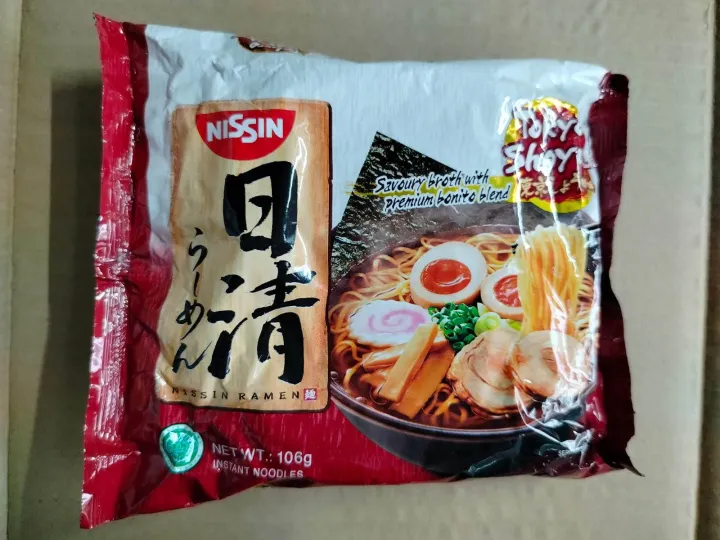 NISSIN
日清
らーめん
NISSIN RAMEN 麺
Savoury broth with
premium bonito blend
Tokyo
NET WT.: 106g
INSTANT NOODLES